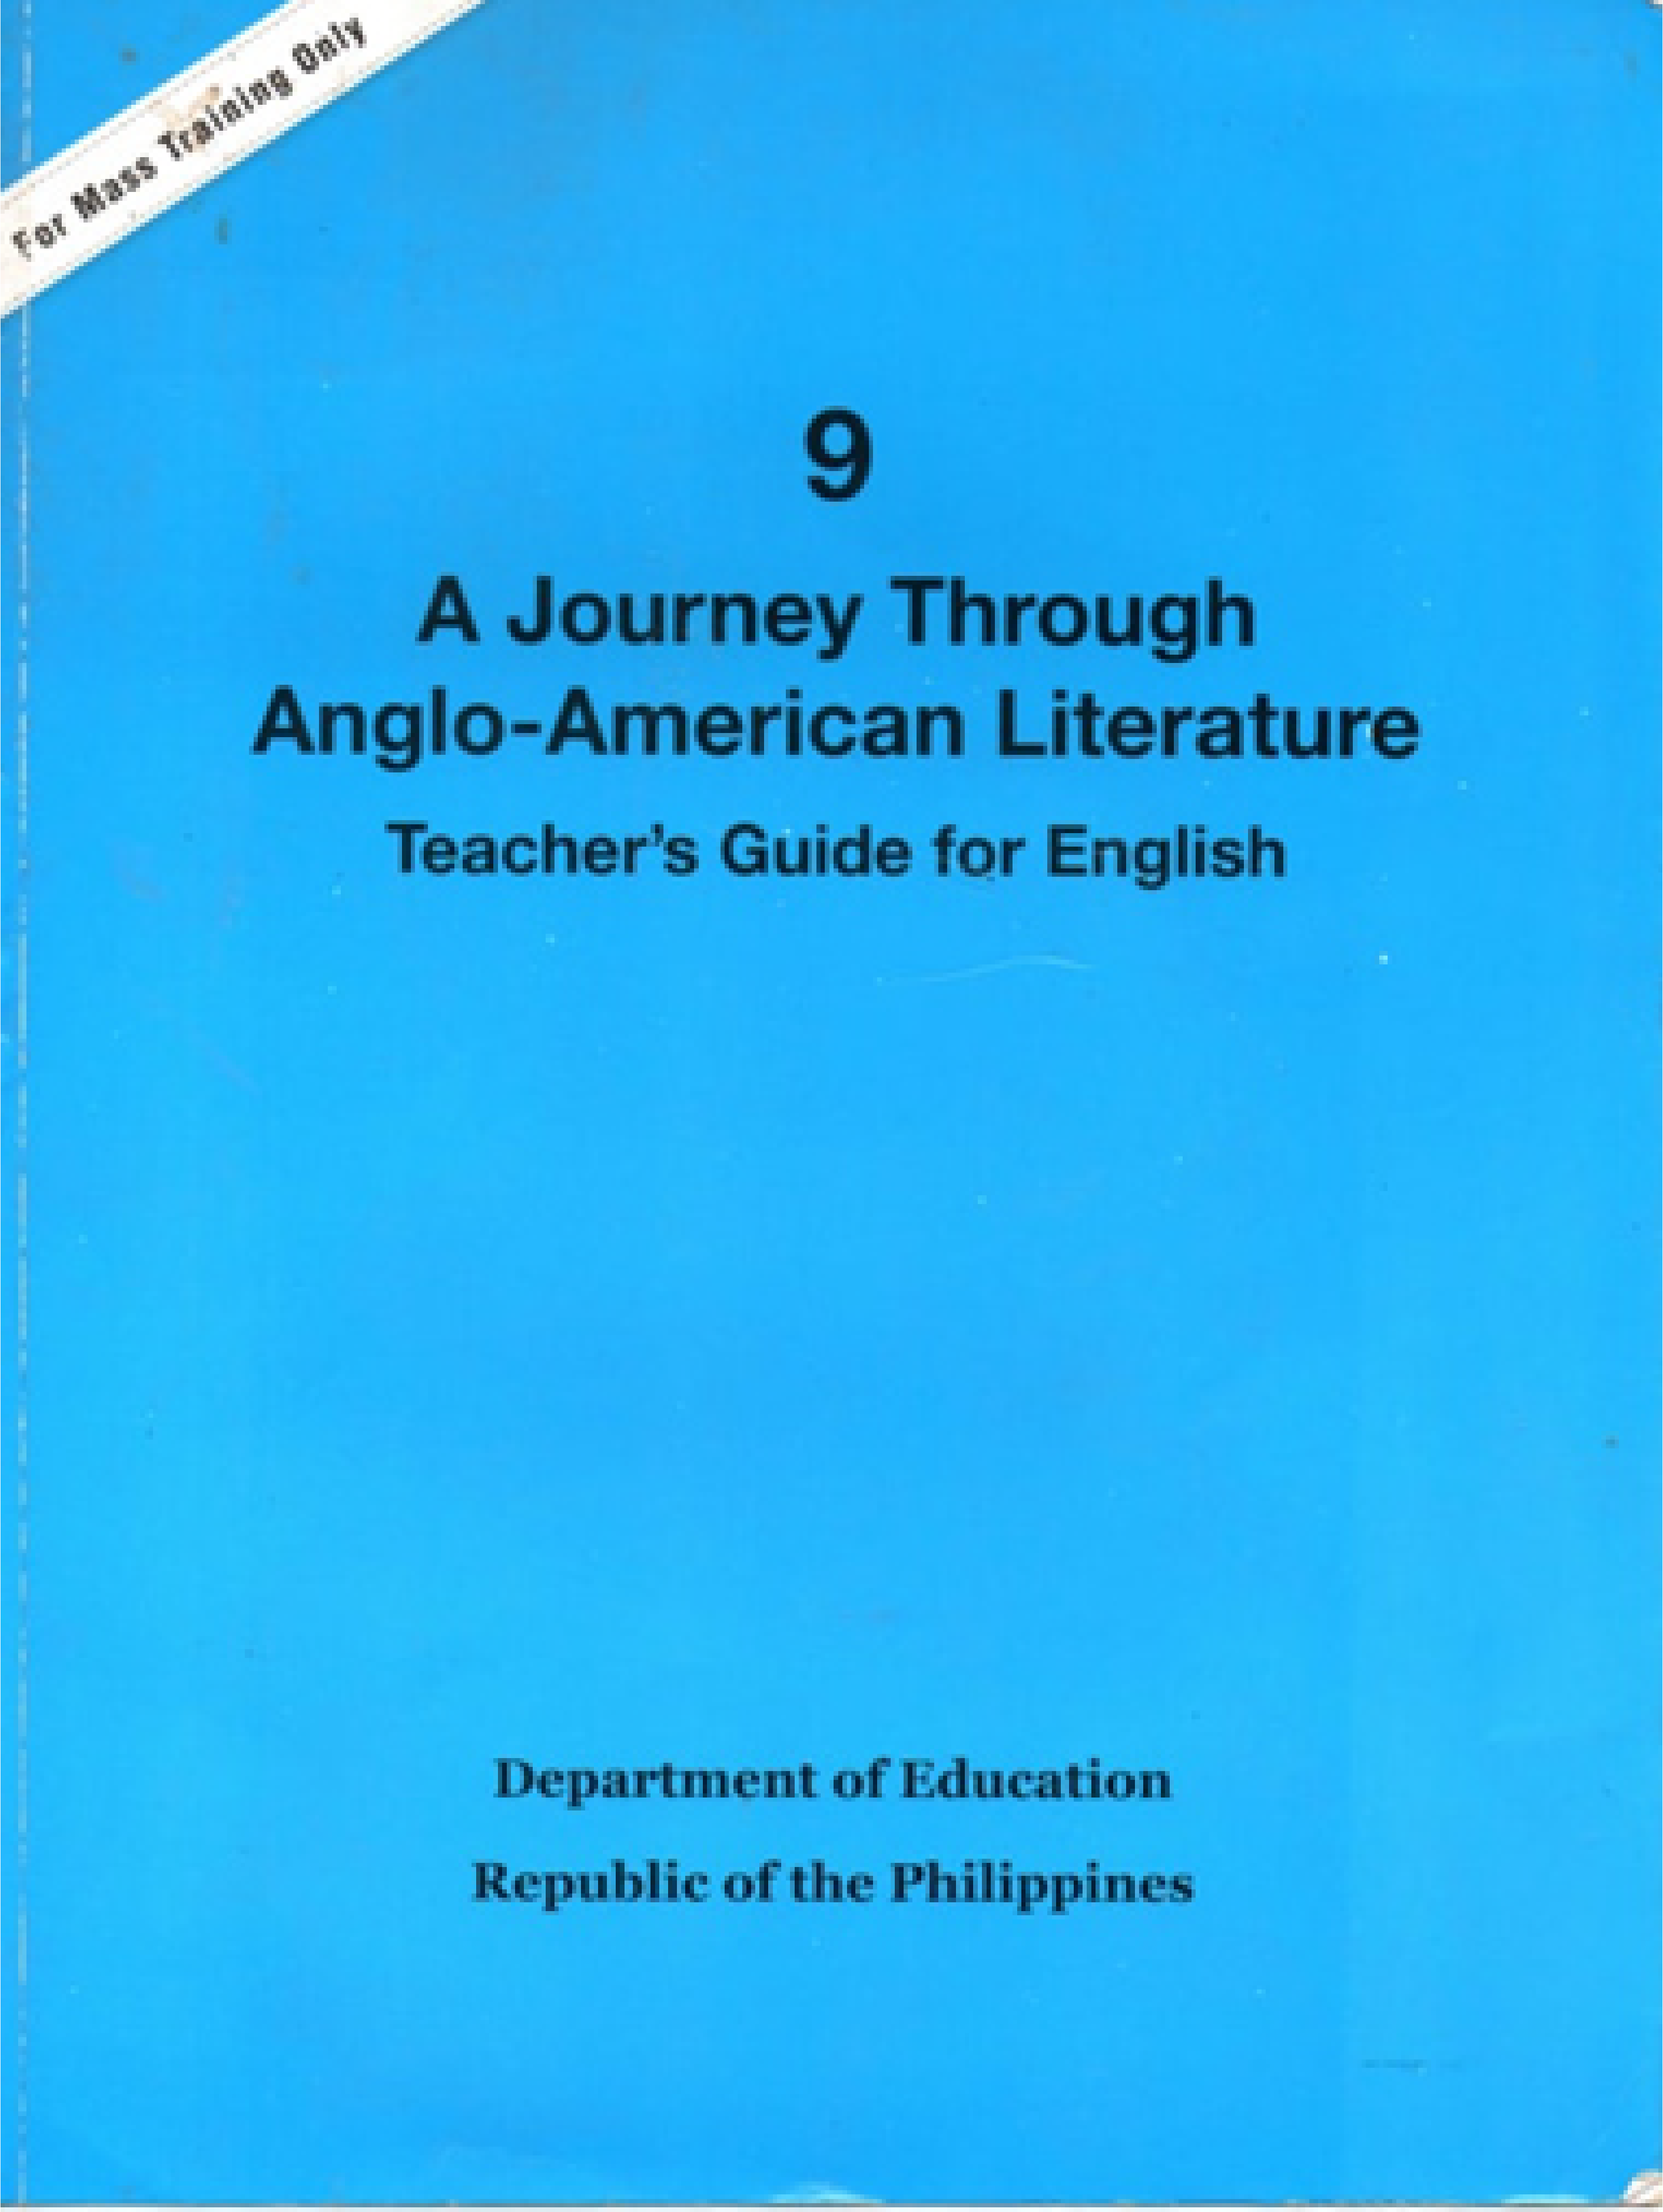 For Mass Training Only
9
A Journey Through
Anglo-American Literature
Teacher's Guide for English
Department of Education
Republic of the Philippines